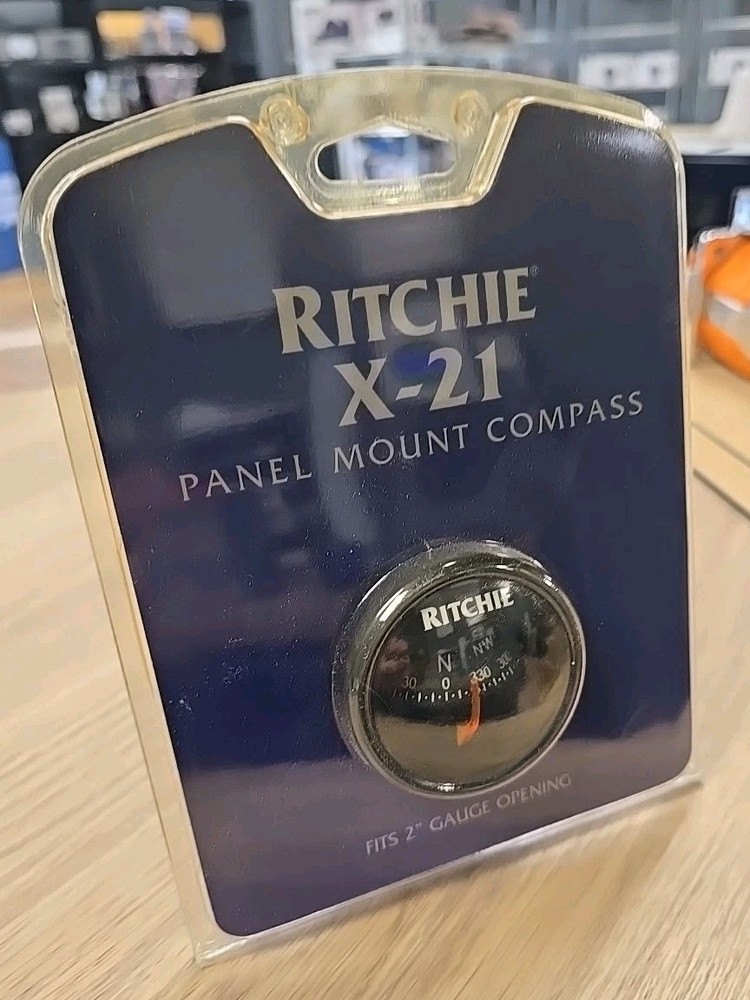 RITCHIE®
X-21
PANEL MOUNT COMPASS
RITCHIE
N NW
30 0 330 300
FITS 2" GAUGE OPENING